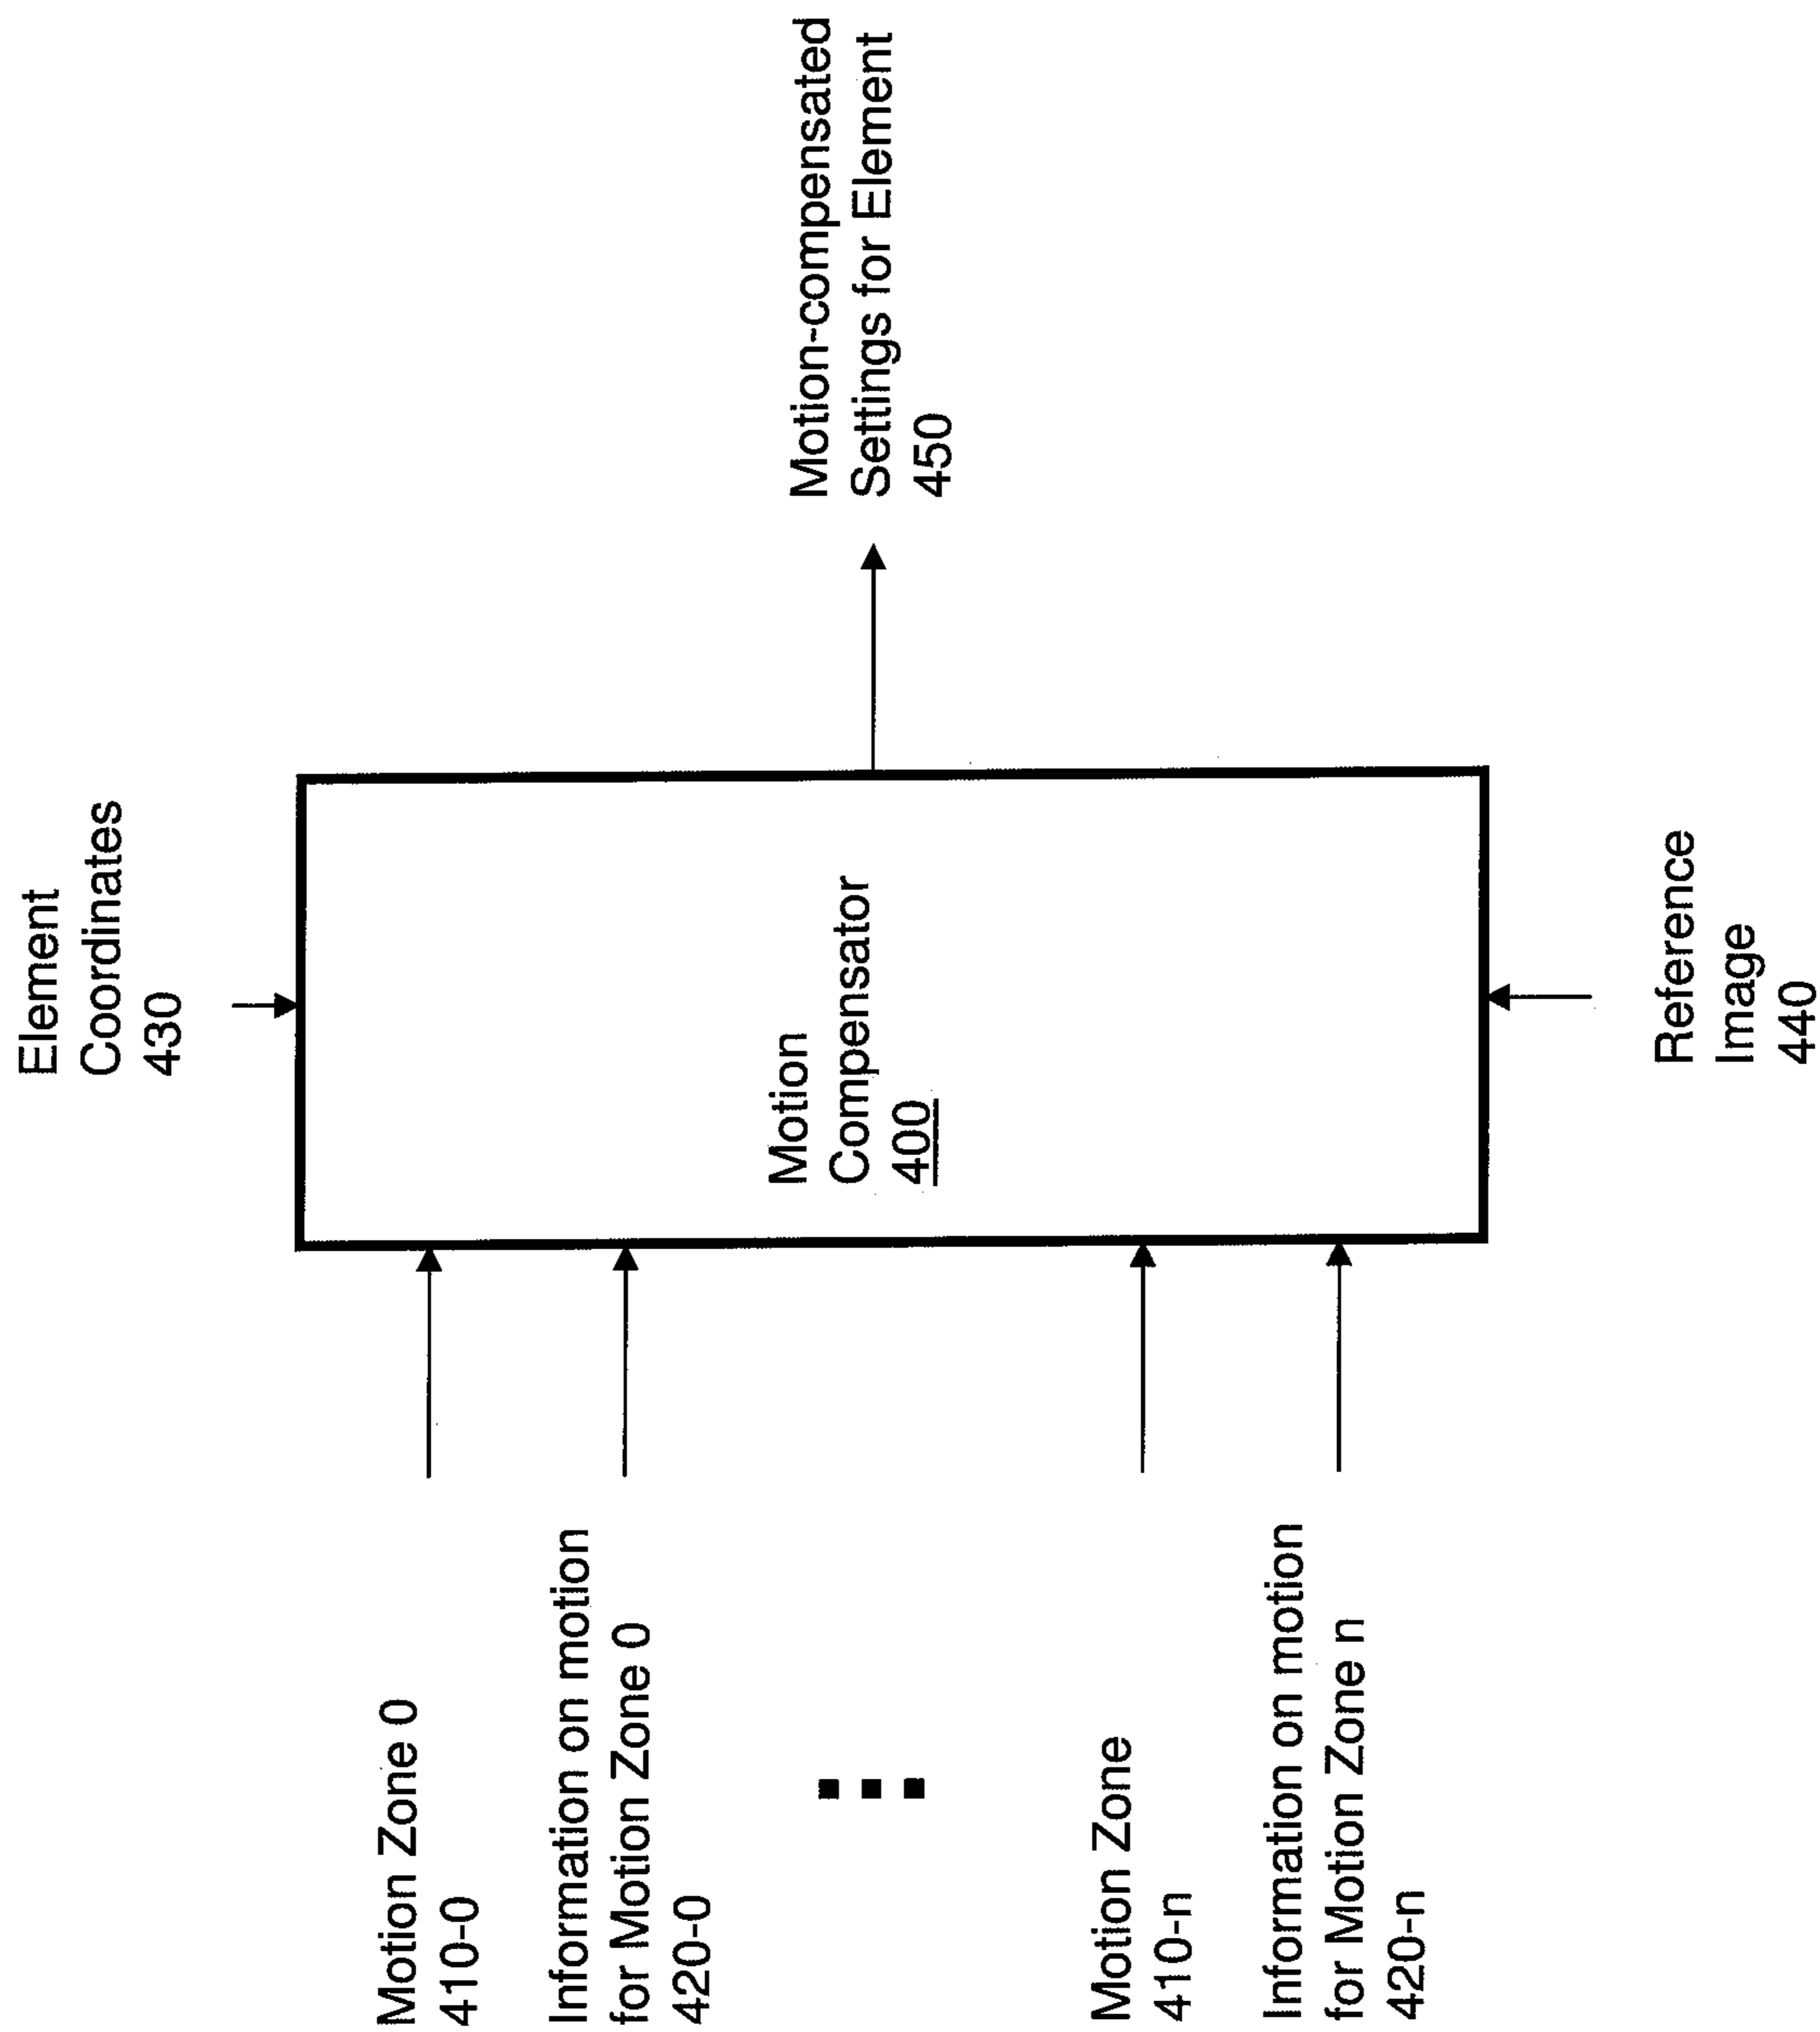 Element
Coordinates
430
Motion Zone 0
410-0
Information on motion
for Motion Zone 0
420-0
Motion
Compensator
400
Motion-compensated
Settings for Element
450
Motion Zone
410-n
Information on motion
for Motion Zone n
420-n
Reference
Image
440